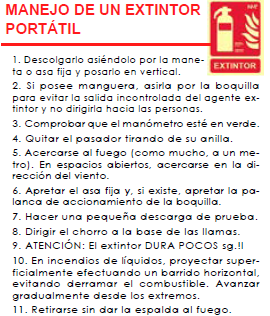 MANEJO DE UN EXTINTOR
PORTÁTIL
EXTINTOR
1. Descolgarlo asiéndolo por la mane-
ta o asa fija y posarlo en vertical.
2. Si posee manguera, asirla por la boquilla
para evitar la salida incontrolada del agente ex-
tintor y no dirigirla hacia las personas.
3. Comprobar que el manómetro esté en verde.
4. Quitar el pasador tirando de su anilla.
5. Acercarse al fuego (como mucho, a un me-
tro). En espacios abiertos, acercarse en la di-
rección del viento.
6. Apretar el asa fija y, si existe, apretar la pa-
lanca de accionamiento de la boquilla.
7. Hacer una pequeña descarga de prueba.
8. Dirigir el chorro a la base de las llamas.
9. ATENCIÓN: El extintor DURA POCOS sg.!!
10. En incendios de líquidos, proyectar super-
ficialmente efectuando un barrido horizontal,
evitando derramar el combustible. Avanzar
gradualmente desde los extremos.
11. Retirarse sin dar la espalda al fuego.